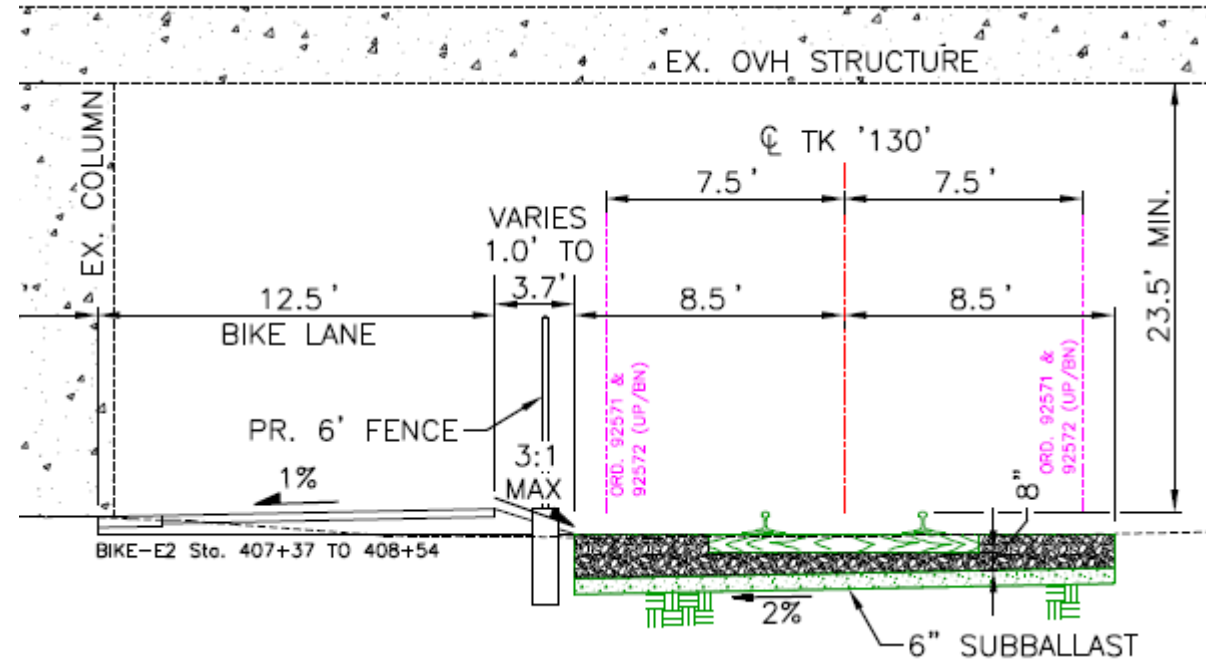 EX. OVH STRUCTURE
EX. COLUMN
℄ TK '130'
7.5'
7.5'
VARIES
1.0' TO
3.7'
12.5'
BIKE LANE
8.5'
8.5'
23.5' MIN.
ORD. 92571 &
92572 (UP/BN)
ORD. 92571 &
92572 (UP/BN)
PR. 6' FENCE
3:1
MAX
1%
8"
BIKE-E2 Sta. 407+37 TO 408+54
2%
6" SUBBALLAST